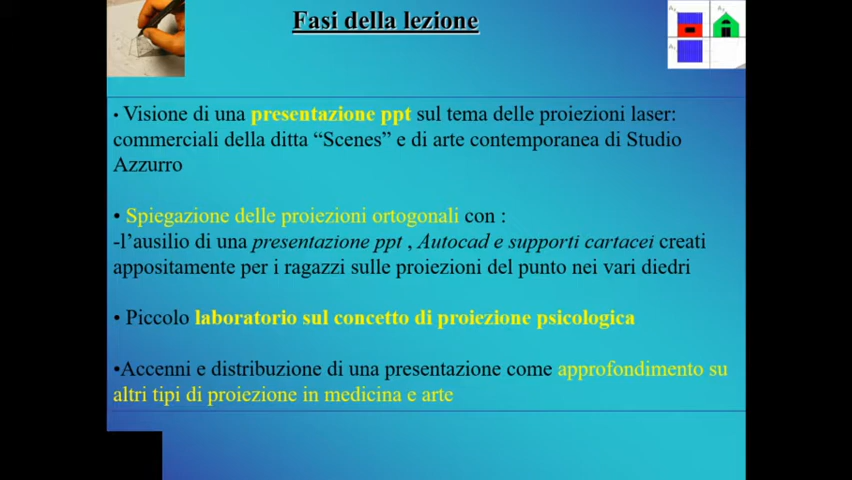 Fasi della lezione
• Visione di una presentazione ppt sul tema delle proiezioni laser:
commerciali della ditta “Scenes” e di arte contemporanea di Studio
Azzurro
• Spiegazione delle proiezioni ortogonali con :
-l’ausilio di una presentazione ppt , Autocad e supporti cartacei creati
appositamente per i ragazzi sulle proiezioni del punto nei vari diedri
• Piccolo laboratorio sul concetto di proiezione psicologica
•Accenni e distribuzione di una presentazione come approfondimento su
altri tipi di proiezione in medicina e arte